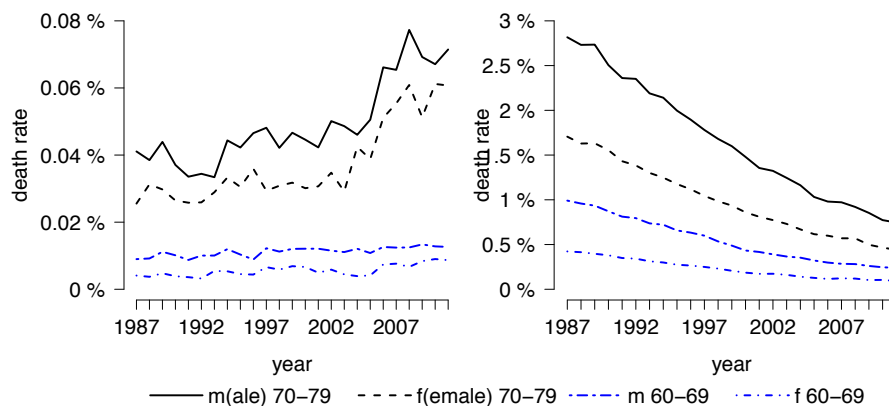 0.08 %
0.06 %
0.04 %
0.02 %
0 %
death rate
1987 1992 1997 2002 2007
year
3 %
2.5 %
2 %
.5 %
1 %
0.5 %
0 %
death rate
1987 1992 1997 2002 2007
year
m(ale) 70−79 f(emale) 70−79 m 60−69 f 60−69